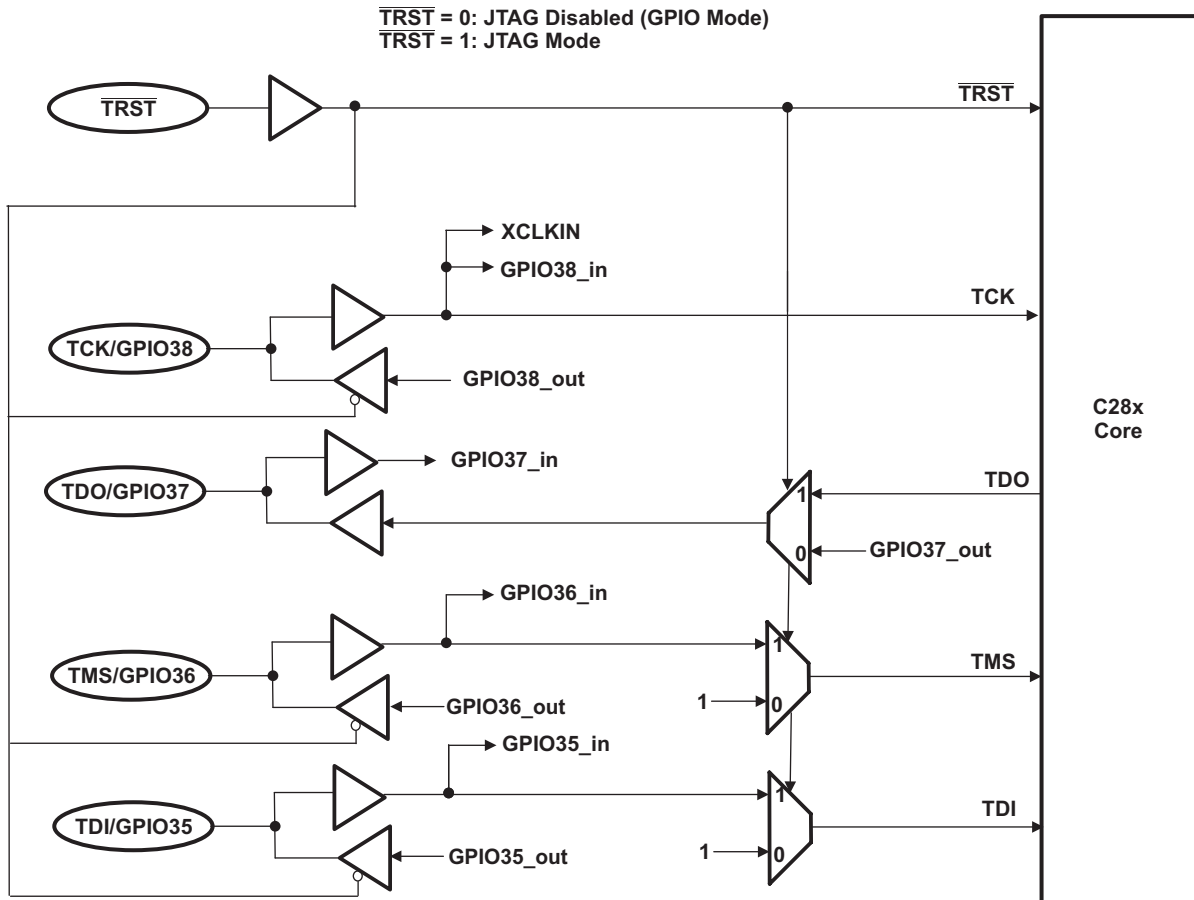 TRST = 0: JTAG Disabled (GPIO Mode)
TRST = 1: JTAG Mode
TRST
TRST
XCLKIN
GPIO38_in
TCK
TCK/GPIO38
GPIO38_out
C28x
Core
GPIO37_in
TDO
TDO/GPIO37
1
0
GPIO37_out
GPIO36_in
1
TMS/GPIO36
TMS
GPIO36_out
1
0
GPIO35_in
1
TDI/GPIO35
TDI
GPIO35_out
1
0